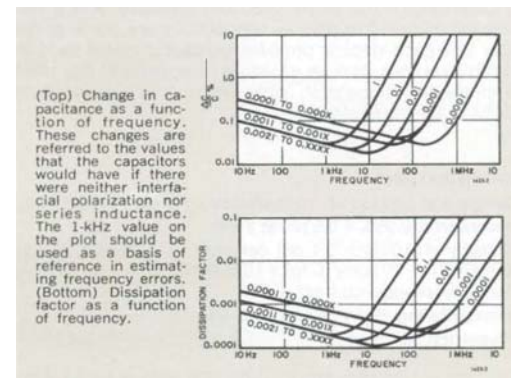 (Top) Change in ca-
pacitance as a func-
tion of frequency.
These changes are
referred to the values
that the capacitors
would have if there
were neither interfa-
cial polarization nor
series inductance.
The 1-kHz value on
the plot should be
used as a basis of
reference in estimat-
ing frequency errors.
(Bottom) Dissipation
factor as a function
of frequency.
10
1.0
0.1
0.01
ΔC/C %
0.0001 TO 0.000X
0.0011 TO 0.001X
0.0021 TO 0.XXXX
1
0.1
0.01
0.001
0.0001
10 Hz 100 1 kHz 10 100 1 MHz 10
FREQUENCY
0.1
0.01
0.001
0.0001
DISSIPATION FACTOR
0.0001 TO 0.000X
0.0011 TO 0.001X
0.0021 TO 0.XXXX
1
0.1
0.01
0.001
0.0001
10 Hz 100 1 kHz 10 100 1 MHz 10
FREQUENCY